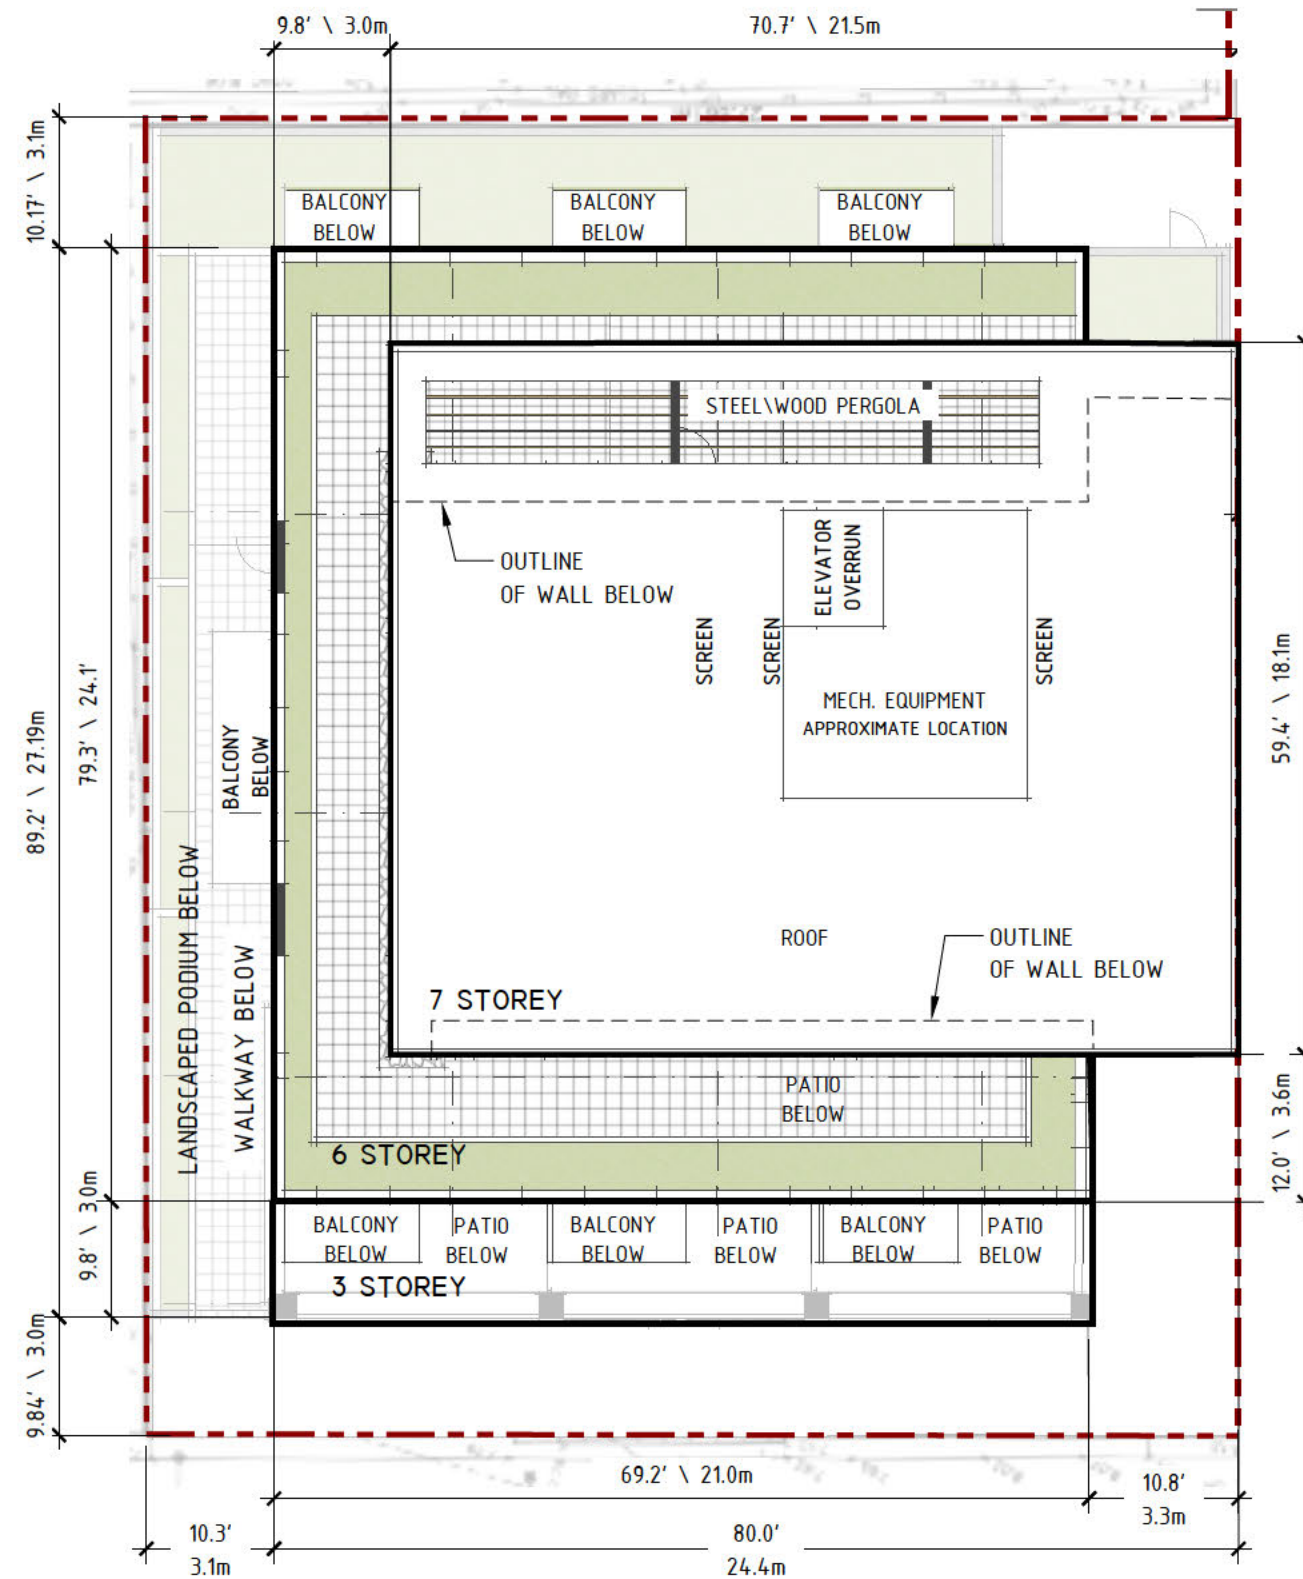 9.8' \ 3.0m
70.7' \ 21.5m
10.17' \ 3.1m
BALCONY
BELOW
BALCONY
BELOW
BALCONY
BELOW
STEEL\WOOD PERGOLA
OUTLINE
OF WALL BELOW
ELEVATOR
OVERRUN
SCREEN
SCREEN
SCREEN
MECH. EQUIPMENT
APPROXIMATE LOCATION
59.4' \ 18.1m
79.3' \ 24.1'
89.2' \ 27.19m
BALCONY
BELOW
LANDSCAPED PODIUM BELOW
WALKWAY BELOW
ROOF
OUTLINE
OF WALL BELOW
7 STOREY
PATIO
BELOW
12.0' \ 3.6m
6 STOREY
9.8' \ 3.0m
BALCONY
BELOW
PATIO
BELOW
BALCONY
BELOW
PATIO
BELOW
BALCONY
BELOW
PATIO
BELOW
3 STOREY
9.84' \ 3.0m
69.2' \ 21.0m
10.8'
3.3m
10.3'
3.1m
80.0'
24.4m